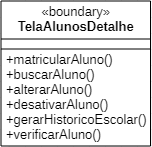 «boundary»
TelaAlunosDetalhe
+matricularAluno()
+buscarAluno()
+alterarAluno()
+desativarAluno()
+gerarHistoricoEscolar()
+verificarAluno()